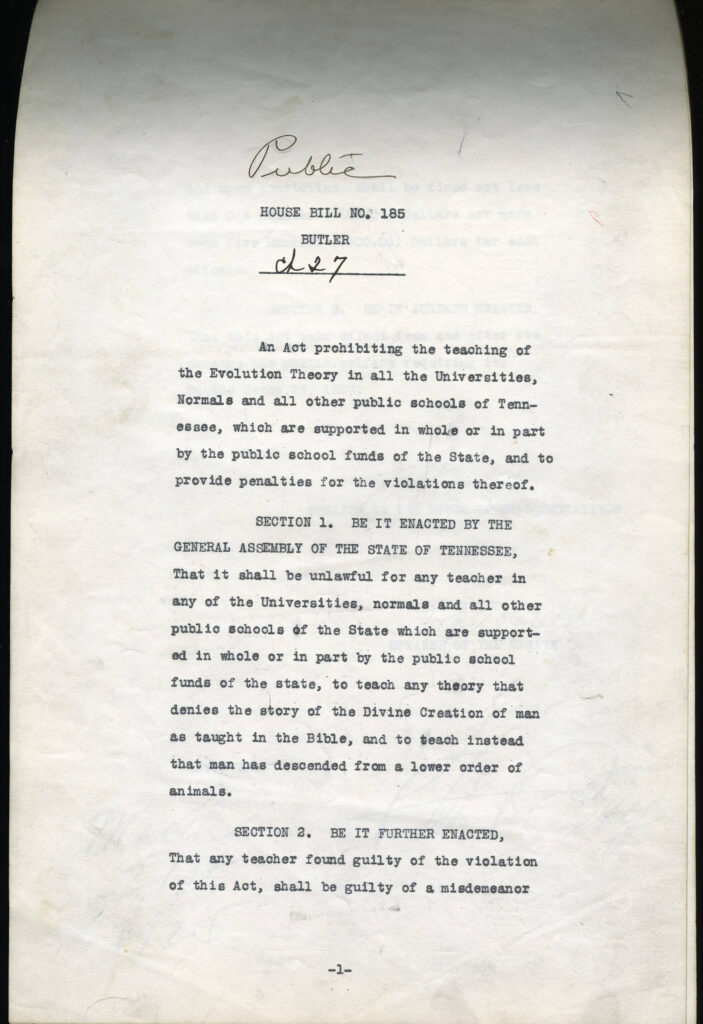 Public
HOUSE BILL NO. 185
BUTLER
ch 27
An Act prohibiting the teaching of
the Evolution Theory in all the Universities,
Normals and all other public schools of Tenn-
essee, which are supported in whole or in part
by the public school funds of the State, and to
provide penalties for the violations thereof.
SECTION 1. BE IT ENACTED BY THE
GENERAL ASSEMBLY OF THE STATE OF TENNESSEE,
That it shall be unlawful for any teacher in
any of the Universities, normals and all other
public schools of the State which are support-
ed in whole or in part by the public school
funds of the state, to teach any theory that
denies the story of the Divine Creation of man
as taught in the Bible, and to teach instead
that man has descended from a lower order of
animals.
SECTION 2. BE IT FURTHER ENACTED,
That any teacher found guilty of the violation
of this Act, shall be guilty of a misdemeanor
-1-